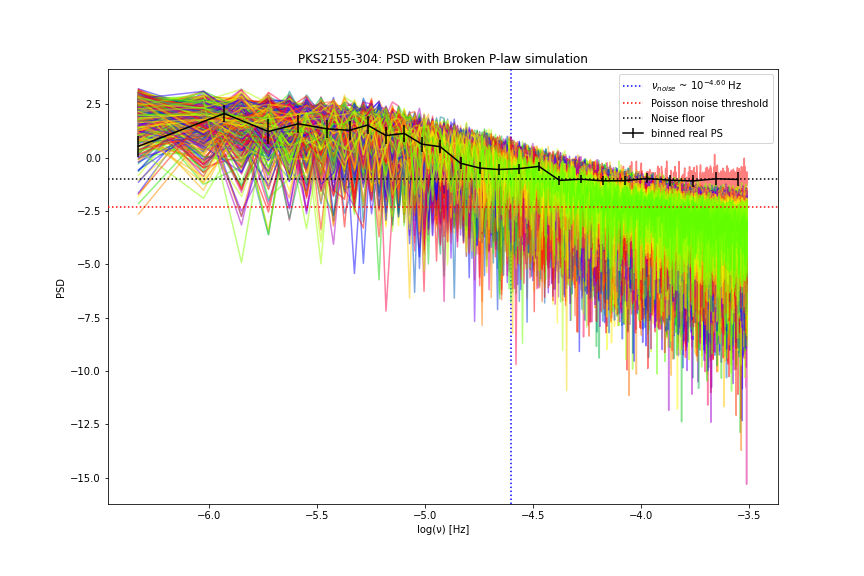 PKS2155-304: PSD with Broken P-law simulation
ν_noise ~ 10^−4.60 Hz
Poisson noise threshold
Noise floor
binned real PS
2.5
0.0
−2.5
−5.0
−7.5
−10.0
−12.5
−15.0
PSD
−6.0 −5.5 −5.0 −4.5 −4.0 −3.5
log(ν) [Hz]